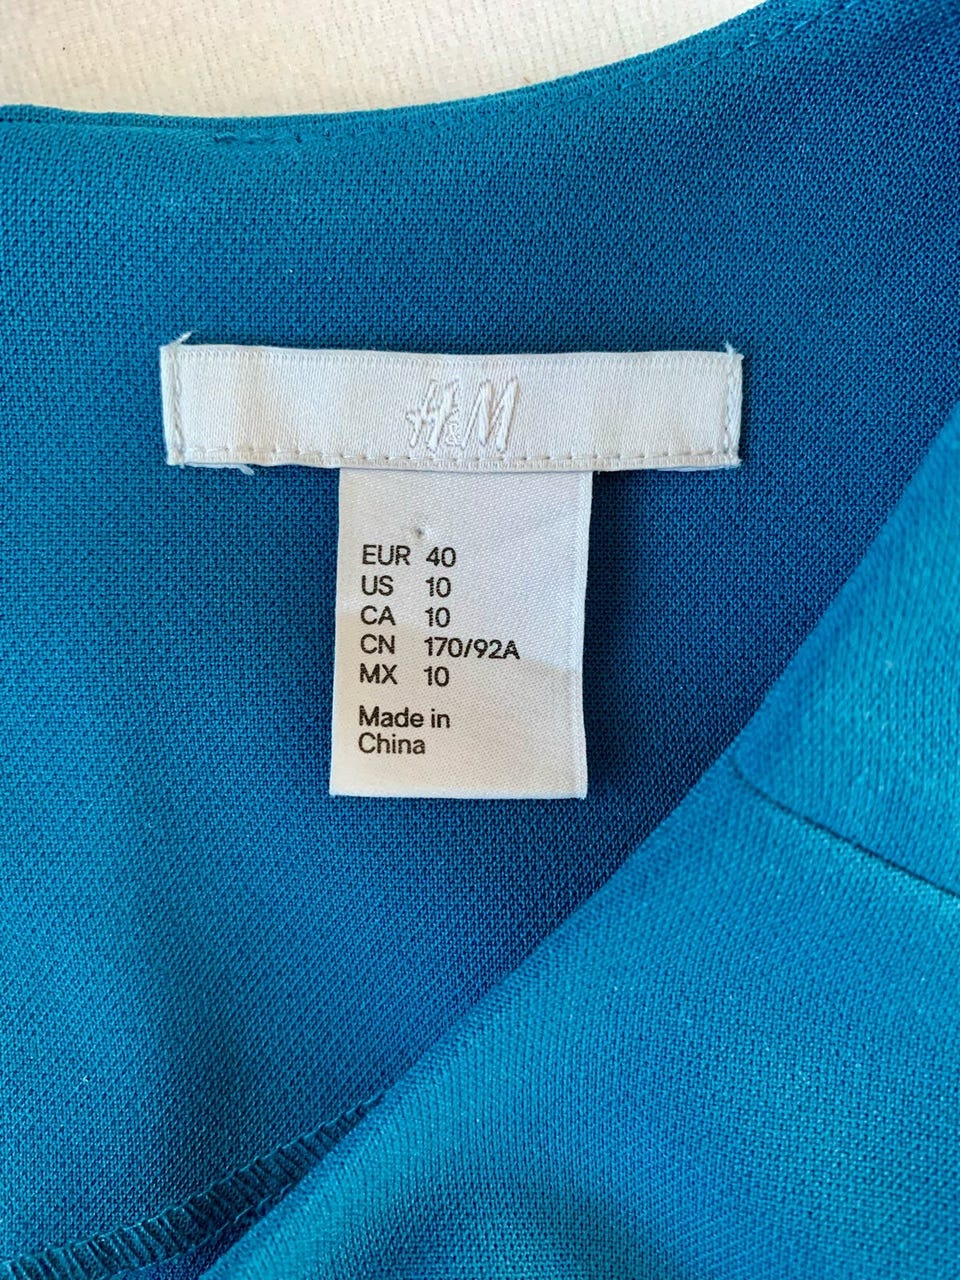 H&M
EUR 40
US 10
CA 10
CN 170/92A
MX 10
Made in
China